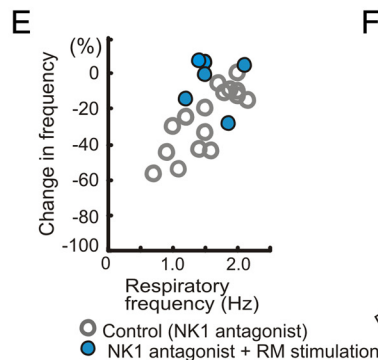 E
F
(%)
Change in frequency
0
-20
-40
-60
-80
-100
0
1.0
2.0
Respiratory
frequency (Hz)
Control (NK1 antagonist)
NK1 antagonist + RM stimulation